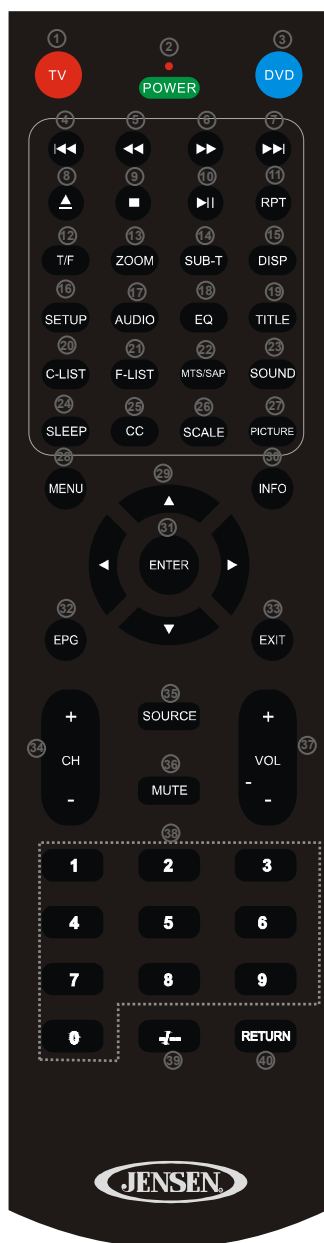 1 2 3
TV POWER DVD
4 5 6 7
8 9 10 11
RPT
12 13 14 15
T/F ZOOM SUB-T DISP
16 17 18 19
SETUP AUDIO EQ TITLE
20 21 22 23
C-LIST F-LIST MTS/SAP SOUND
24 25 26 27
SLEEP CC SCALE PICTURE
28 29 30
MENU INFO
31
ENTER
32 33
EPG EXIT
35
+ SOURCE +
34 CH 36 VOL 37
- MUTE - -
38
1 2 3
4 5 6
7 8 9
0 -/-- RETURN
39 40
JENSEN